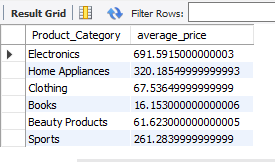 Result Grid Filter Rows:
Product_Category average_price
Electronics 691.5915000000003
Home Appliances 320.18549999999993
Clothing 67.53649999999999
Books 16.153000000000006
Beauty Products 61.623000000000005
Sports 261.2839999999999